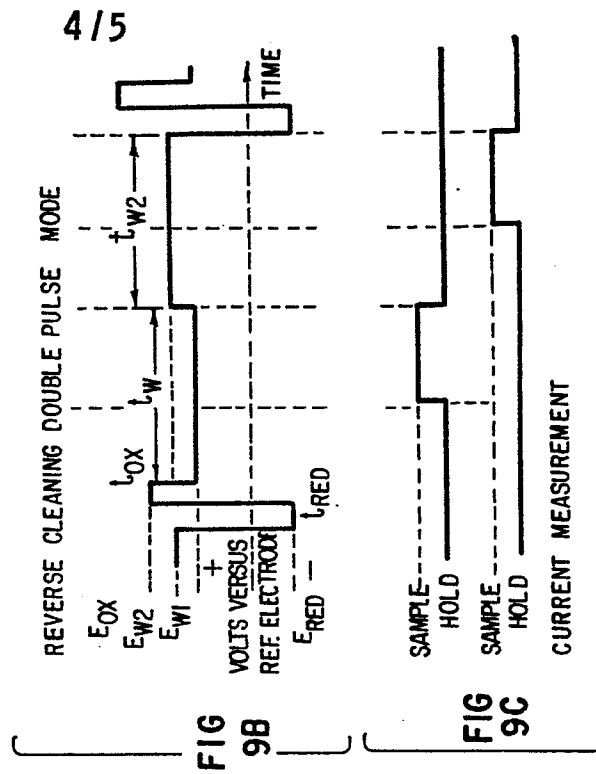 4/5
REVERSE CLEANING DOUBLE PULSE MODE
E_OX
E_W2
E_W1
+
VOLTS VERSUS
REF. ELECTRODE
E_RED −
t_OX
t_W
t_W2
t_RED
TIME
FIG
9B
SAMPLE
HOLD
SAMPLE
HOLD
CURRENT MEASUREMENT
FIG
9C